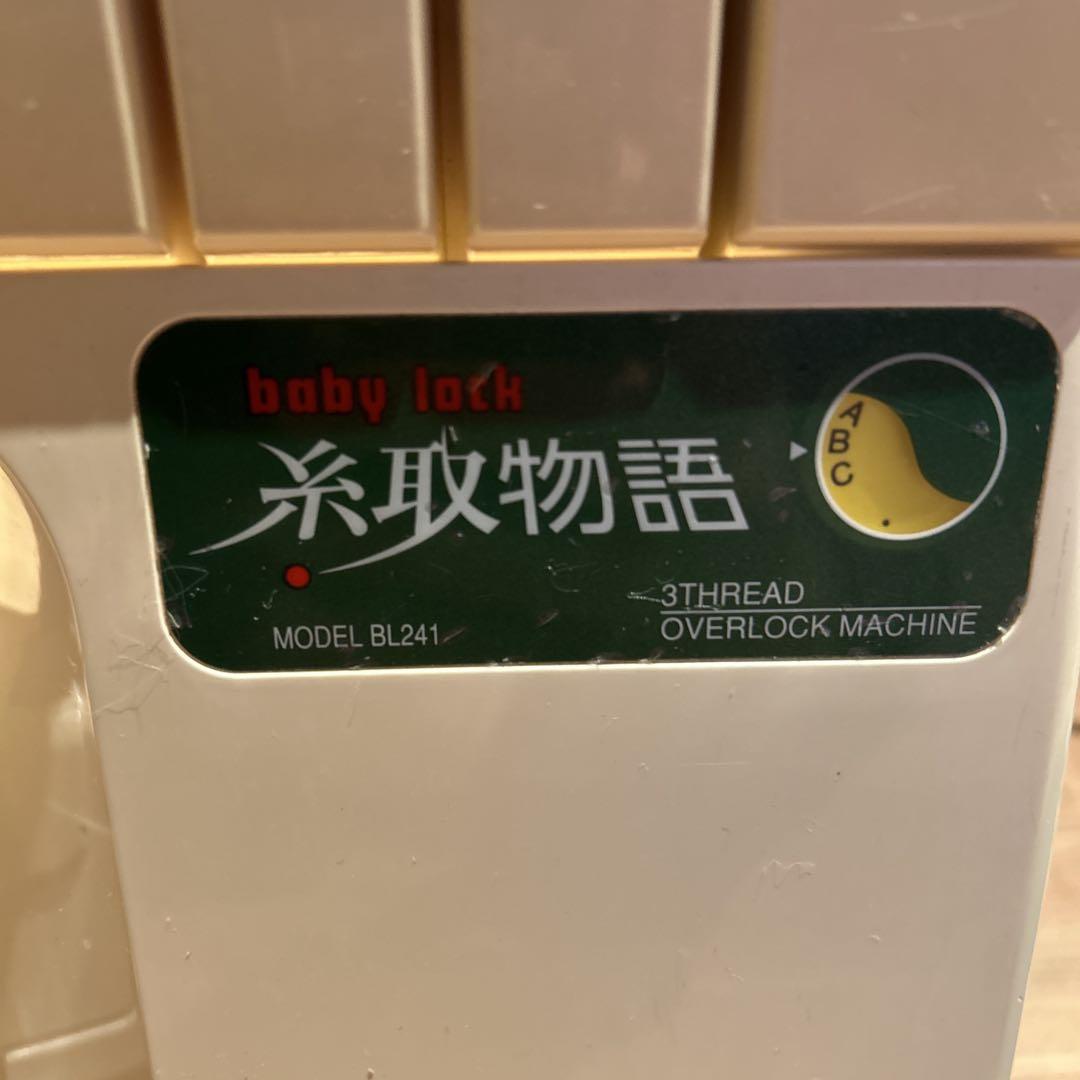 baby lock
糸取物語
A
B
C
MODEL BL241
3THREAD
OVERLOCK MACHINE